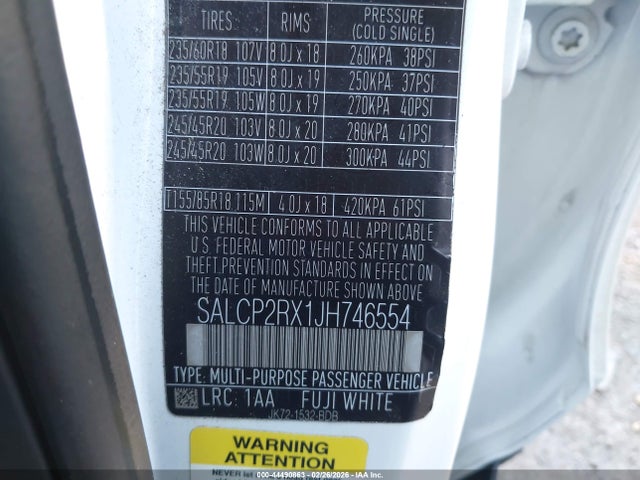 TIRES RIMS PRESSURE (COLD SINGLE)
235/60R18 107V 8.0J x 18 260KPA 38PSI
235/55R19 105V 8.0J x 19 250KPA 37PSI
235/55R19 105W 8.0J x 19 270KPA 40PSI
245/45R20 103V 8.0J x 20 280KPA 41PSI
245/45R20 103W 8.0J x 20 300KPA 44PSI
T155/85R18 115M 4.0J x 18 420KPA 61PSI
THIS VEHICLE CONFORMS TO ALL APPLICABLE
U.S. FEDERAL MOTOR VEHICLE SAFETY AND
THEFT PREVENTION STANDARDS IN EFFECT ON
THE DATE OF MANUFACTURE SHOWN ABOVE
SALCP2RX1JH746554
TYPE: MULTI-PURPOSE PASSENGER VEHICLE
LRC: 1AA FUJI WHITE
JK72-1532-BDB
WARNING
ATTENTION
NEVER
000-44490863 - 02/26/2026 - IAA Inc.